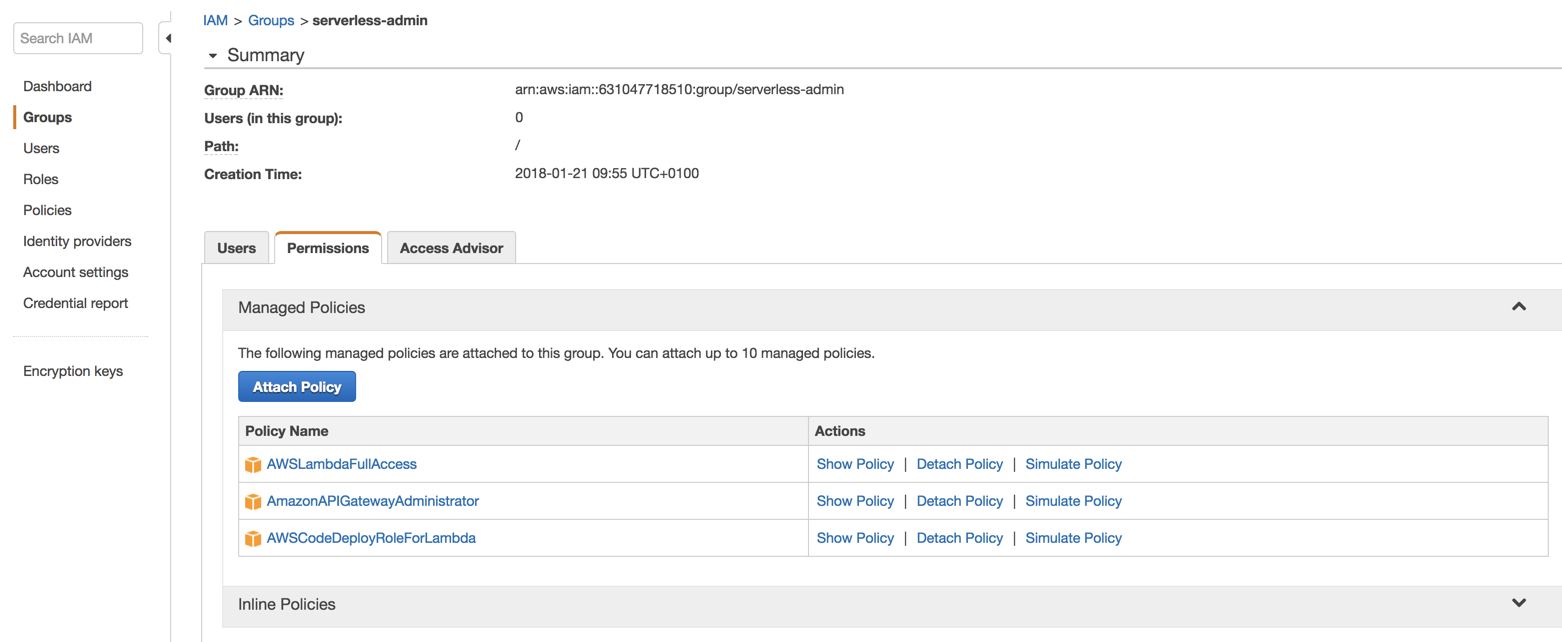 Search IAM
Dashboard
Groups
Users
Roles
Policies
Identity providers
Account settings
Credential report
Encryption keys
IAM > Groups > serverless-admin
Summary
Group ARN: arn:aws:iam::631047718510:group/serverless-admin
Users (in this group): 0
Path: /
Creation Time: 2018-01-21 09:55 UTC+0100
Users Permissions Access Advisor
Managed Policies
The following managed policies are attached to this group. You can attach up to 10 managed policies.
Attach Policy
Policy Name Actions
AWSLambdaFullAccess Show Policy | Detach Policy | Simulate Policy
AmazonAPIGatewayAdministrator Show Policy | Detach Policy | Simulate Policy
AWSCodeDeployRoleForLambda Show Policy | Detach Policy | Simulate Policy
Inline Policies